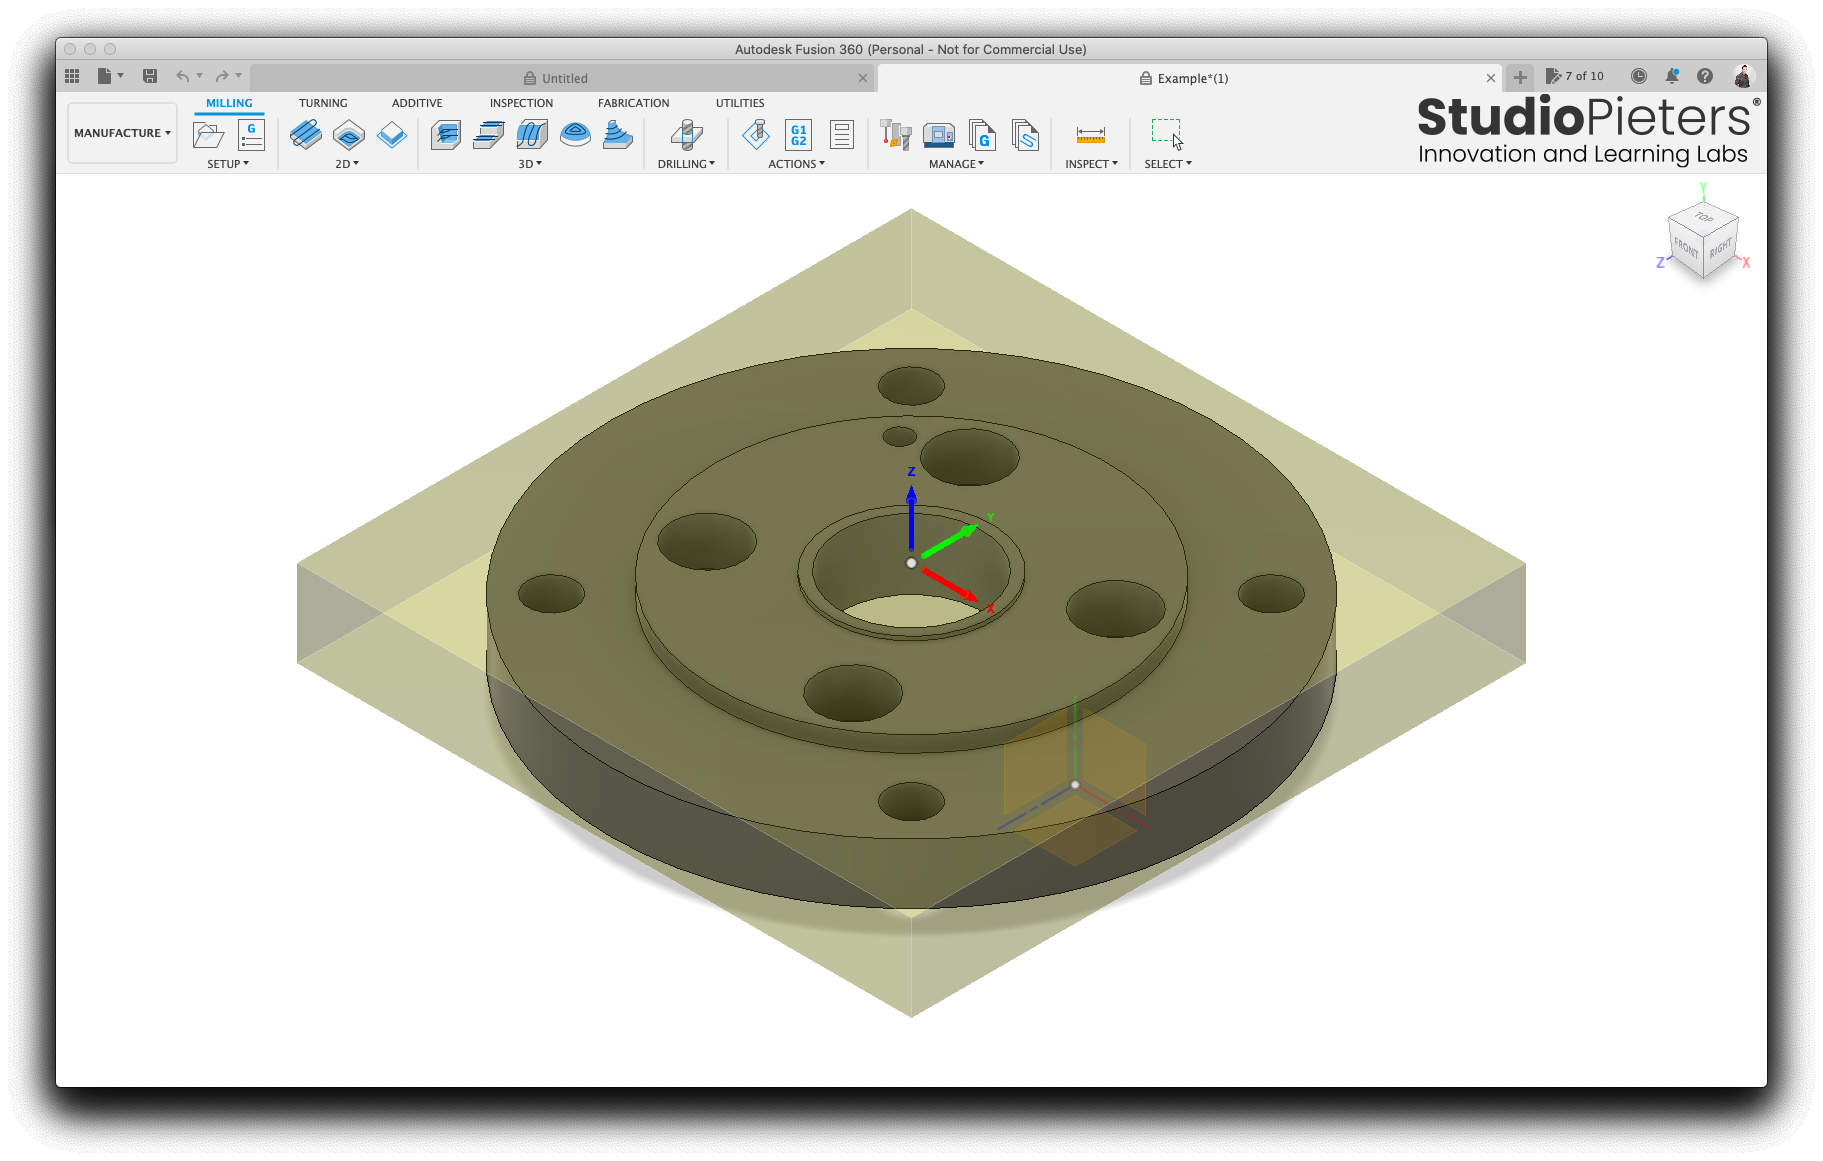 Autodesk Fusion 360 (Personal - Not for Commercial Use)
Untitled
Example*(1)
7 of 10
MILLING TURNING ADDITIVE INSPECTION FABRICATION UTILITIES
MANUFACTURE
G
G1
G2
G
SETUP 2D 3D DRILLING ACTIONS MANAGE INSPECT SELECT
StudioPieters®
Innovation and Learning Labs
Y
TOP
FRONT
RIGHT
Z
X
Z
Y
X